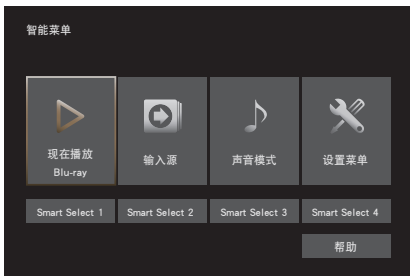 智能菜单
现在播放
Blu-ray
输入源
声音模式
设置菜单
Smart Select 1
Smart Select 2
Smart Select 3
Smart Select 4
帮助